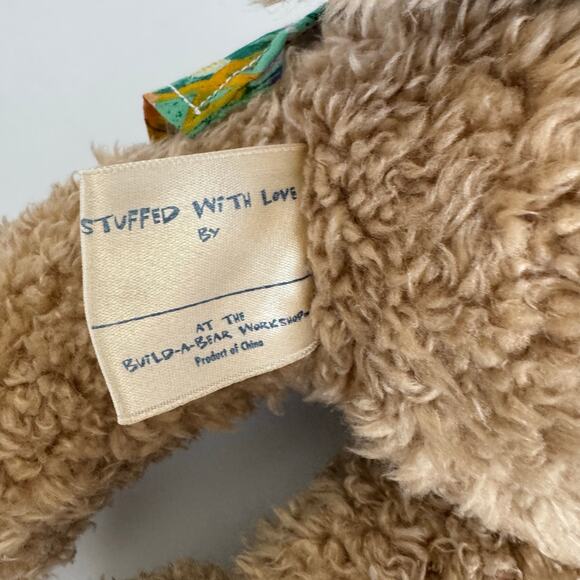 STUFFED WITH LOVE
BY
AT THE
BUILD-A-BEAR WORKSHOP
Product of China